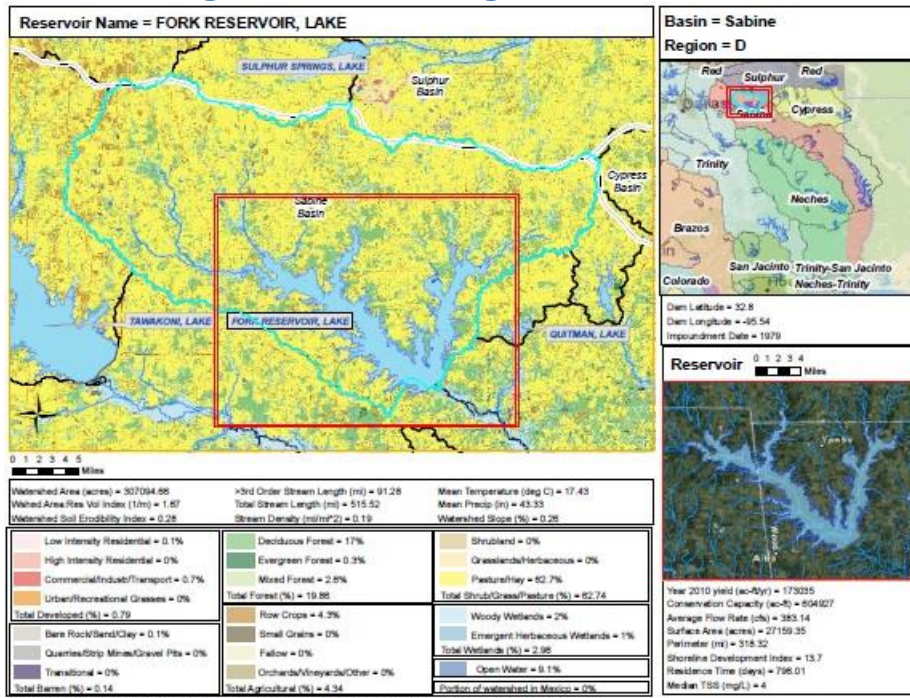 Reservoir Name = FORK RESERVOIR, LAKE
SULPHUR SPRINGS, LAKE
Sulphur
Basin
Cypress
Basin
Sabine
Basin
TAWAKONI, LAKE
FORK RESERVOIR, LAKE
QUITMAN, LAKE
0 1 2 3 4 5
Miles
Basin = Sabine
Region = D
Red
Sulphur
Red
Cypress
Trinity
Neches
Brazos
San Jacinto
Trinity-San Jacinto
Colorado
Neches-Trinity
Dam Latitude = 32.8
Dam Longitude = -95.54
Impoundment Date = 1979
Reservoir
0 1 2 3 4
Miles
Watershed Area (acres) = 307094.66
Wshed Area:Res Vol Index (1/m) = 1.67
Watershed Soil Erodibility Index = 0.28
>3rd Order Stream Length (mi) = 91.28
Total Stream Length (mi) = 515.52
Stream Density (mi/mi^2) = 0.19
Mean Temperature (deg C) = 17.43
Mean Precip (in) = 43.33
Watershed Slope (%) = 0.26
Low Intensity Residential = 0.1%
High Intensity Residential = 0%
Commercial/Industr/Transport = 0.7%
Urban/Recreational Grasses = 0%
Total Developed (%) = 0.79
Bare Rock/Sand/Clay = 0.1%
Quarries/Strip Mines/Gravel Pits = 0%
Transitional = 0%
Total Barren (%) = 0.14
Deciduous Forest = 17%
Evergreen Forest = 0.3%
Mixed Forest = 2.6%
Total Forest (%) = 19.86
Row Crops = 4.3%
Small Grains = 0%
Fallow = 0%
Orchards/Vineyards/Other = 0%
Total Agricultural (%) = 4.34
Shrubland = 0%
Grasslands/Herbaceous = 0%
Pasture/Hay = 62.7%
Total Shrub/Grass/Pasture (%) = 62.74
Woody Wetlands = 2%
Emergent Herbaceous Wetlands = 1%
Total Wetlands (%) = 2.98
Open Water = 9.1%
Portion of watershed in Mexico = 0%
Year 2010 yield (ac-ft/yr) = 173035
Conservation Capacity (ac-ft) = 604927
Average Flow Rate (cfs) = 383.14
Surface Area (acres) = 27159.35
Perimeter (mi) = 318.32
Shoreline Development Index = 13.7
Residence Time (days) = 796.01
Median TSS (mg/L) = 4